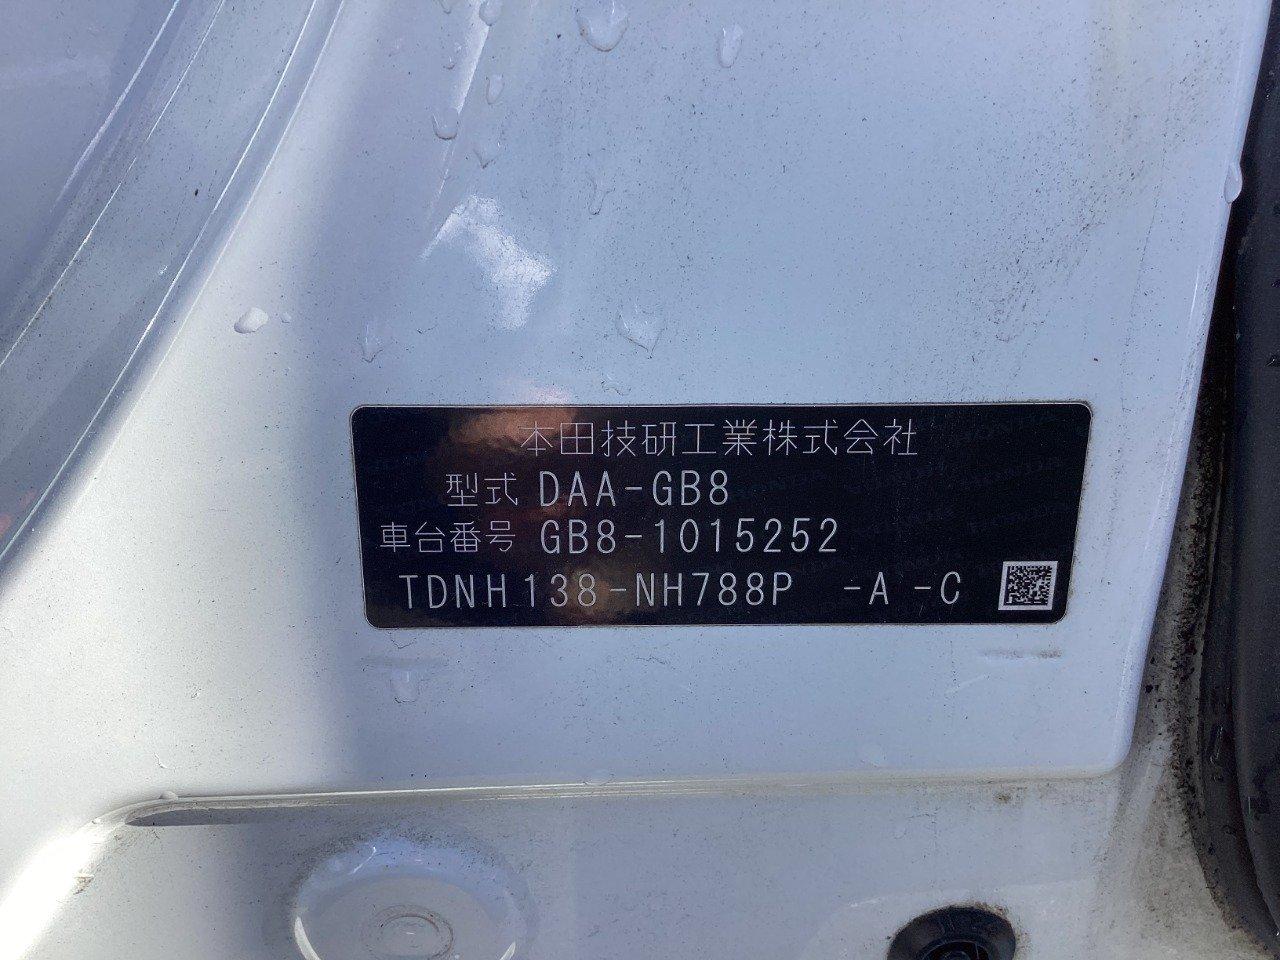 本田技研工業株式会社
型式 DAA-GB8
車台番号 GB8-1015252
TDNH138-NH788P -A -C